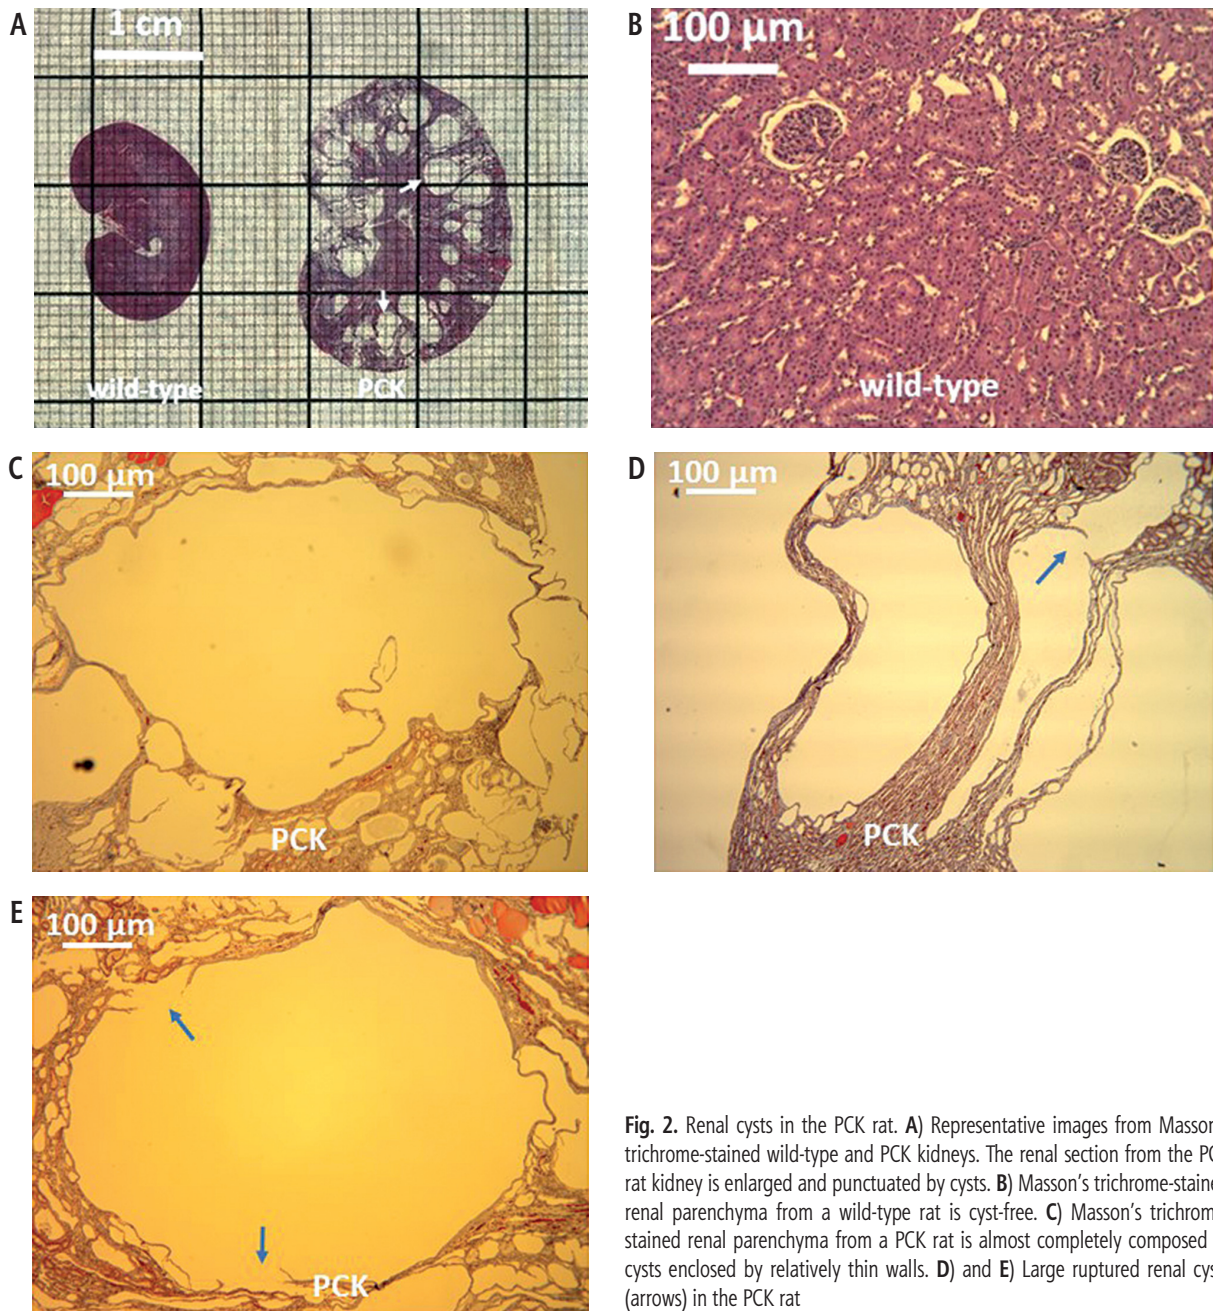 A
1 cm
wild-type
PCK
B
100 µm
wild-type
C
100 µm
PCK
D
100 µm
PCK
E
100 µm
PCK
Fig. 2. Renal cysts in the PCK rat. A) Representative images from Masson
trichrome-stained wild-type and PCK kidneys. The renal section from the
rat kidney is enlarged and punctuated by cysts. B) Masson's trichrome-staine
renal parenchyma from a wild-type rat is cyst-free. C) Masson's trichrom
stained renal parenchyma from a PCK rat is almost completely composed
cysts enclosed by relatively thin walls. D) and E) Large ruptured renal cys
(arrows) in the PCK rat